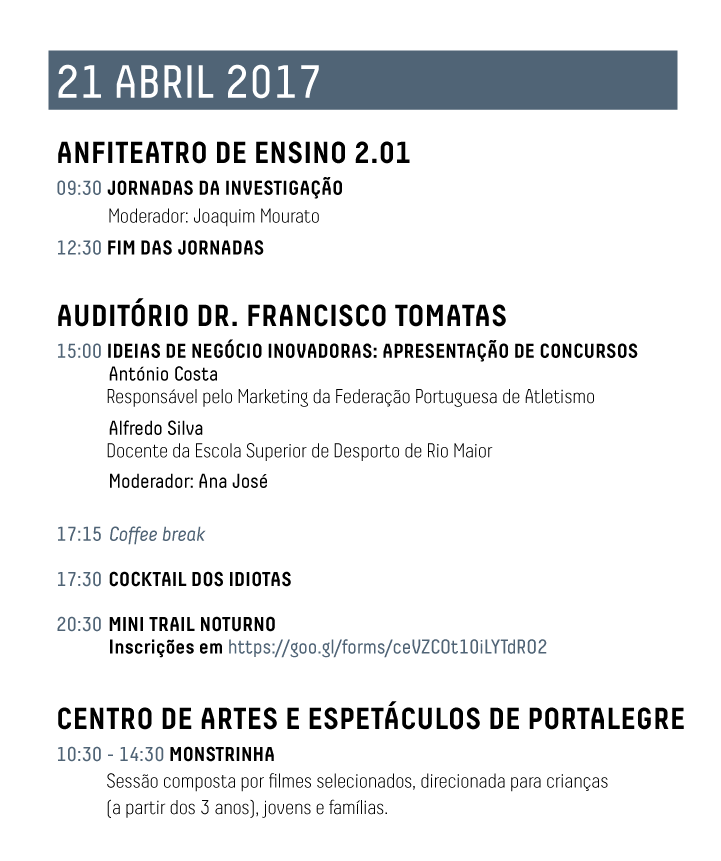 21 ABRIL 2017
ANFITEATRO DE ENSINO 2.01
09:30 JORNADAS DA INVESTIGAÇÃO
Moderador: Joaquim Mourato
12:30 FIM DAS JORNADAS
AUDITÓRIO DR. FRANCISCO TOMATAS
15:00 IDEIAS DE NEGÓCIO INOVADORAS: APRESENTAÇÃO DE CONCURSOS
António Costa
Responsável pelo Marketing da Federação Portuguesa de Atletismo
Alfredo Silva
Docente da Escola Superior de Desporto de Rio Maior
Moderador: Ana José
17:15 Coffee break
17:30 COCKTAIL DOS IDIOTAS
20:30 MINI TRAIL NOTURNO
Inscrições em https://goo.gl/forms/ceVZCOt10iLYTdRO2
CENTRO DE ARTES E ESPETÁCULOS DE PORTALEGRE
10:30 - 14:30 MONSTRINHA
Sessão composta por filmes selecionados, direcionada para crianças
(a partir dos 3 anos), jovens e famílias.